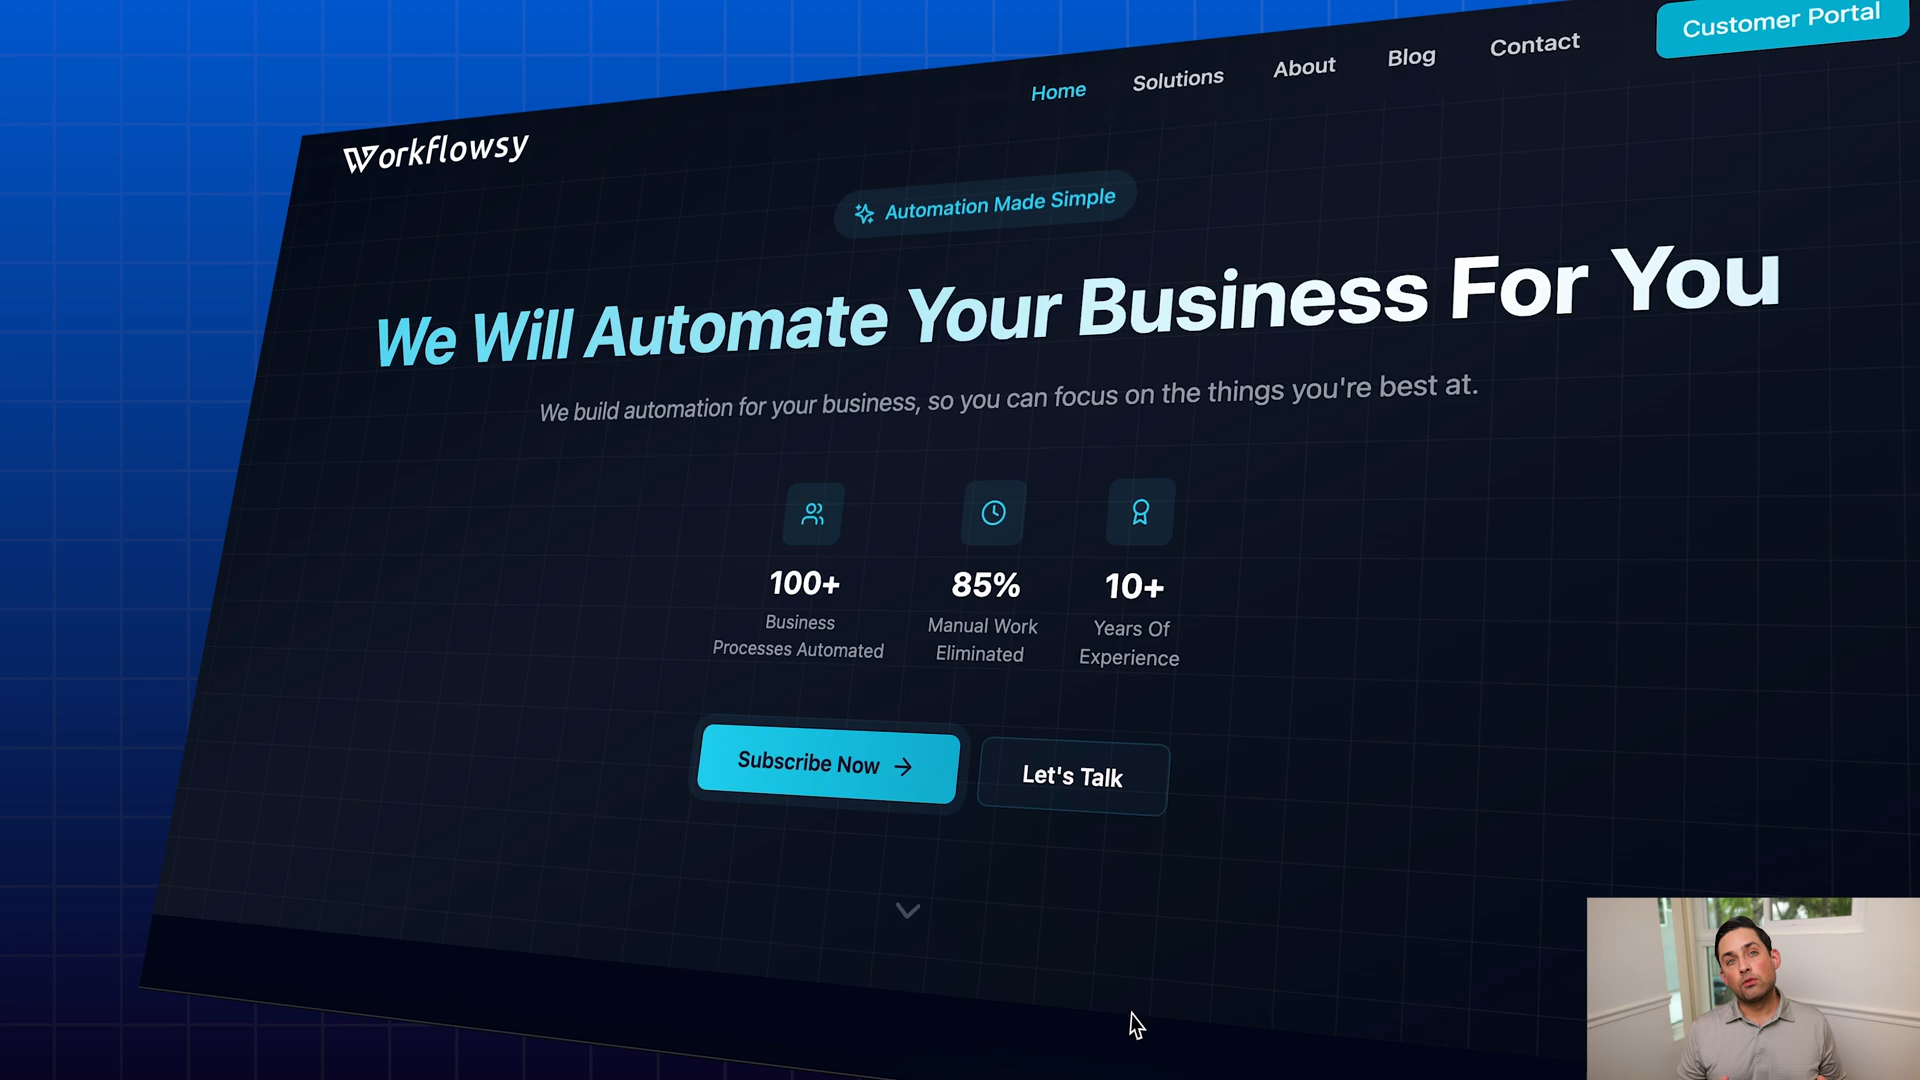 Home Solutions About Blog Contact Customer Portal
Workflowsy
Automation Made Simple
We Will Automate Your Business For You
We build automation for your business, so you can focus on the things you're best at.
100+
Business
Processes Automated
85%
Manual Work
Eliminated
10+
Years Of
Experience
Subscribe Now
Let's Talk